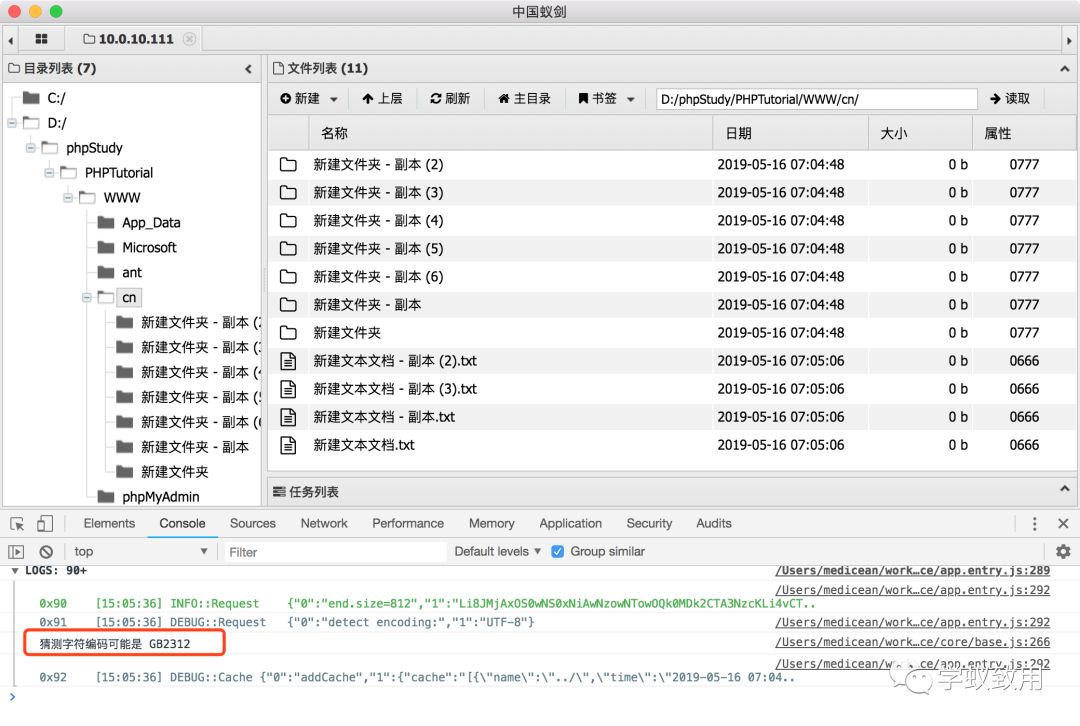 中国蚁剑
10.0.10.111
目录列表 (7)
文件列表 (11)
新建 上层 刷新 主目录 书签 D:/phpStudy/PHPTutorial/WWW/cn/ 读取
名称 日期 大小 属性
C:/
D:/
phpStudy
PHPTutorial
WWW
App_Data
Microsoft
ant
cn
新建文件夹 - 副本 (2
新建文件夹 - 副本 (3
新建文件夹 - 副本 (4
新建文件夹 - 副本 (5
新建文件夹 - 副本 (6
新建文件夹 - 副本
新建文件夹
phpMyAdmin
新建文件夹 - 副本 (2) 2019-05-16 07:04:48 0 b 0777
新建文件夹 - 副本 (3) 2019-05-16 07:04:48 0 b 0777
新建文件夹 - 副本 (4) 2019-05-16 07:04:48 0 b 0777
新建文件夹 - 副本 (5) 2019-05-16 07:04:48 0 b 0777
新建文件夹 - 副本 (6) 2019-05-16 07:04:48 0 b 0777
新建文件夹 - 副本 2019-05-16 07:04:48 0 b 0777
新建文件夹 2019-05-16 07:04:48 0 b 0777
新建文本文档 - 副本 (2).txt 2019-05-16 07:05:06 0 b 0666
新建文本文档 - 副本 (3).txt 2019-05-16 07:05:06 0 b 0666
新建文本文档 - 副本.txt 2019-05-16 07:05:06 0 b 0666
新建文本文档.txt 2019-05-16 07:05:06 0 b 0666
任务列表
Elements Console Sources Network Performance Memory Application Security Audits
top Filter Default levels Group similar
LOGS: 90+ /Users/medicean/work…ce/app.entry.js:289
/Users/medicean/work…ce/app.entry.js:292
0x90 [15:05:36] INFO::Request {"0":"end.size=812","1":"Li8JMjAxOS0wNS0xNiAwNzowNTowOQk0MDk2CTA3NzcKLi4vCT..
0x91 [15:05:36] DEBUG::Request {"0":"detect encoding:","1":"UTF-8"} /Users/medicean/work…ce/app.entry.js:292
猜测字符编码可能是 GB2312 /Users/medicean/work…ce/core/base.js:266
/Users/medicean/work…ce/app.entry.js:292
0x92 [15:05:36] DEBUG::Cache {"0":"addCache","1":{"cache":"[{\"name\":\"../\",\"time\":\"2019-05-16 07:04..
学蚁致用